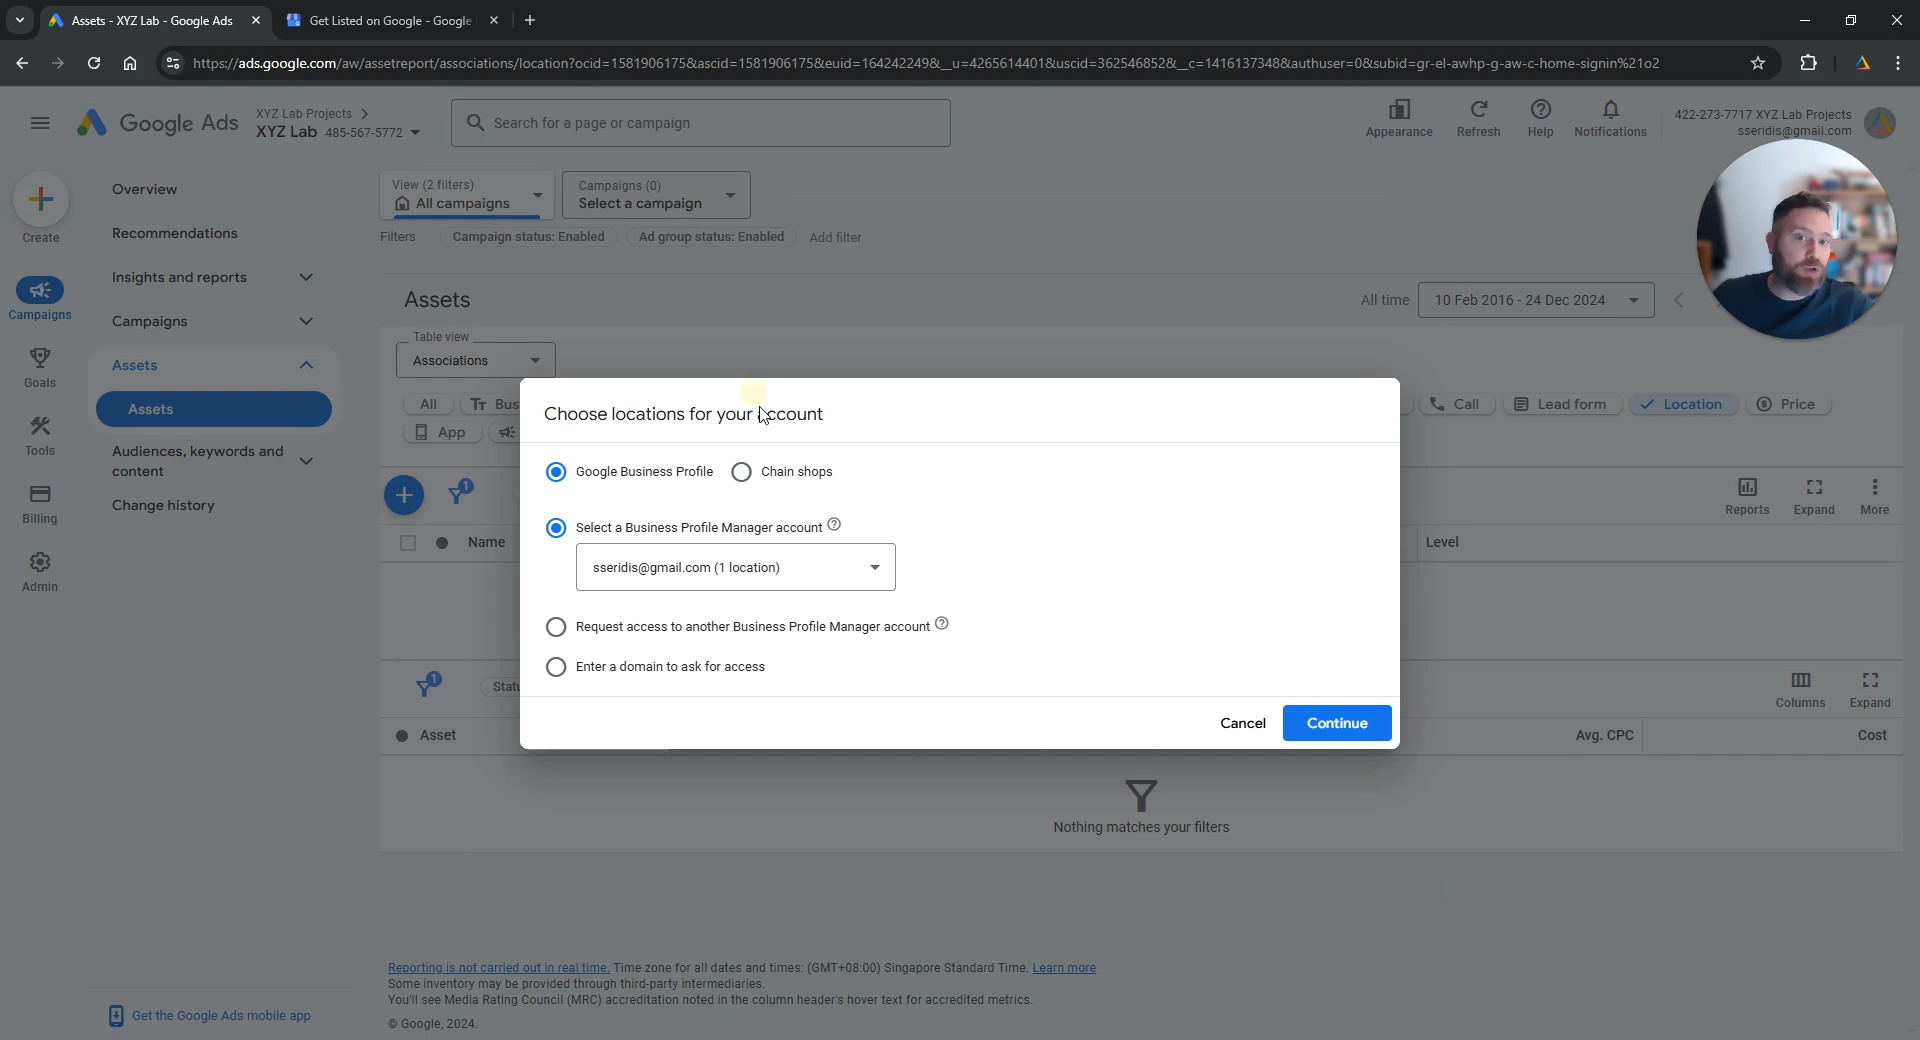 Assets - XYZ Lab - Google Ads
Get Listed on Google - Google
https://ads.google.com/aw/assetreport/associations/location?ocid=1581906175&ascid=1581906175&euid=164242249&__u=4265614401&uscid=362546852&__c=1416137348&authuser=0&subid=gr-el-awhp-g-aw-c-home-signin%21o2
Google Ads
XYZ Lab Projects
XYZ Lab 485-567-5772
Search for a page or campaign
Appearance
Refresh
Help
Notifications
422-273-7717 XYZ Lab Projects
sseridis@gmail.com
Create
Campaigns
Goals
Tools
Billing
Admin
Overview
Recommendations
Insights and reports
Campaigns
Assets
Assets
Audiences, keywords and
content
Change history
Get the Google Ads mobile app
View (2 filters)
All campaigns
Campaigns (0)
Select a campaign
Filters
Campaign status: Enabled
Ad group status: Enabled
Add filter
Assets
All time
10 Feb 2016 - 24 Dec 2024
Table view
Associations
All
Tт Bus
Call
Lead form
Location
Price
App
1
Reports
Expand
More
Name
Level
Choose locations for your account
Google Business Profile
Chain shops
Select a Business Profile Manager account
sseridis@gmail.com (1 location)
Request access to another Business Profile Manager account
Enter a domain to ask for access
Cancel
Continue
1
Statu
Columns
Expand
Asset
Avg. CPC
Cost
Nothing matches your filters
Reporting is not carried out in real time. Time zone for all dates and times: (GMT+08:00) Singapore Standard Time. Learn more
Some inventory may be provided through third-party intermediaries.
You'll see Media Rating Council (MRC) accreditation noted in the column header's hover text for accredited metrics.
© Google, 2024.